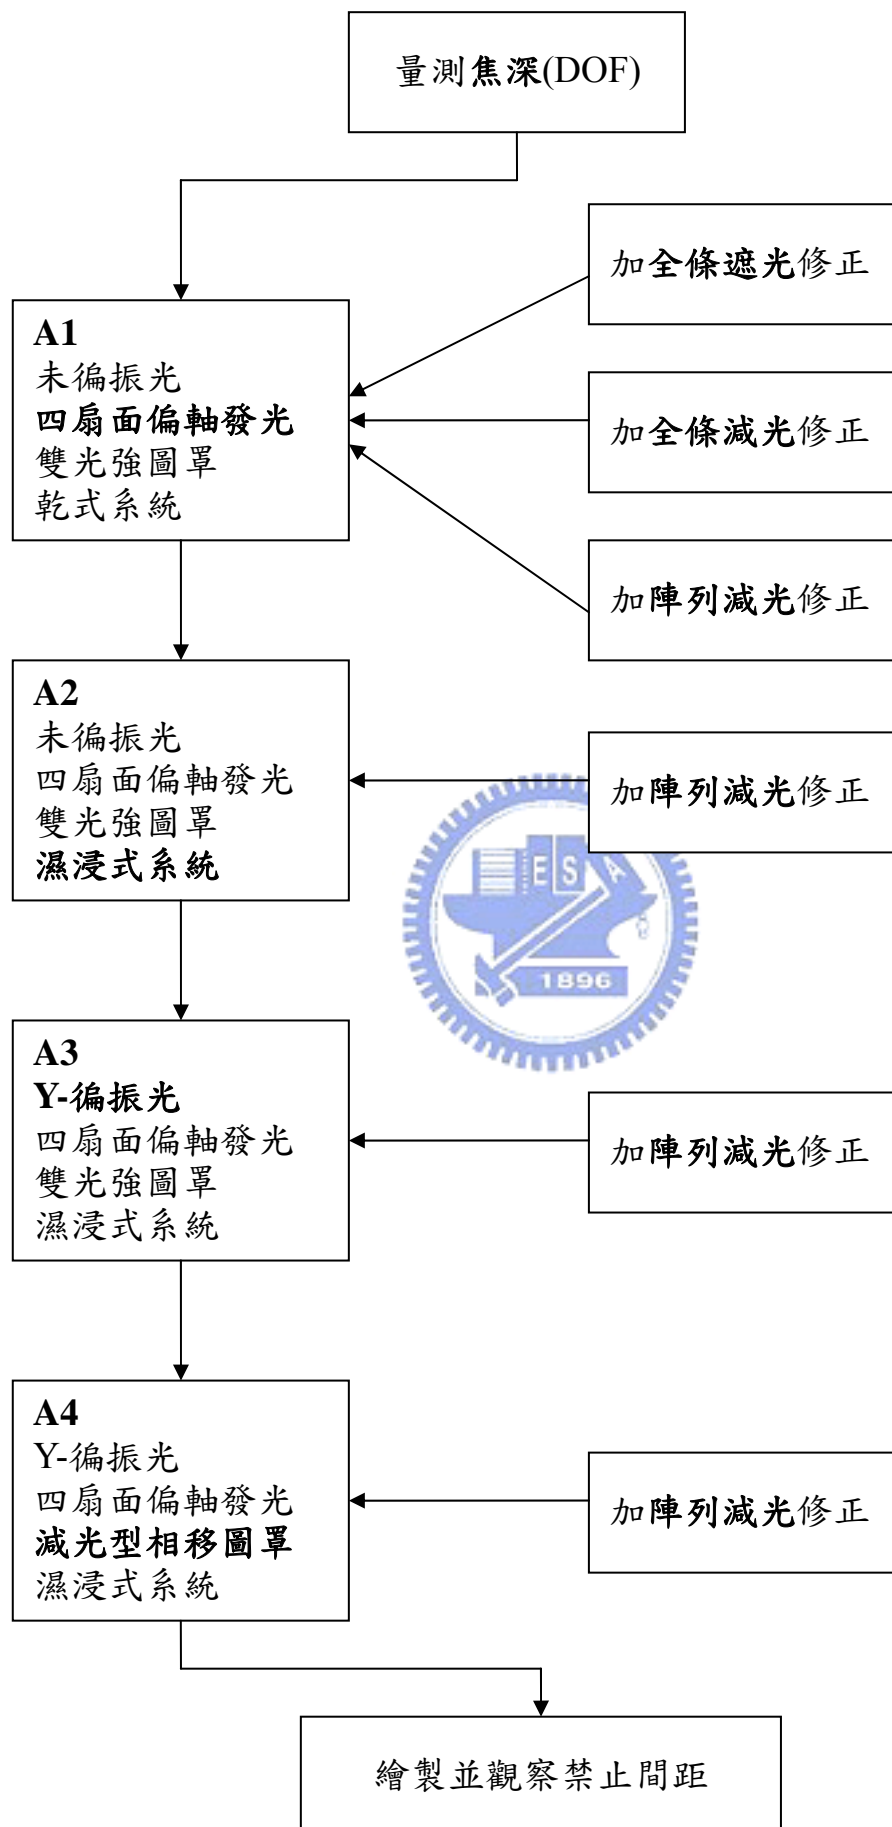 量測焦深(DOF)
加全條遮光修正
A1
未偏振光
四扇面偏軸發光
雙光強圖罩
乾式系統
加全條減光修正
加陣列減光修正
A2
未偏振光
四扇面偏軸發光
雙光強圖罩
濕浸式系統
加陣列減光修正
E S A
1896
A3
Y-偏振光
四扇面偏軸發光
雙光強圖罩
濕浸式系統
加陣列減光修正
A4
Y-偏振光
四扇面偏軸發光
減光型相移圖罩
濕浸式系統
加陣列減光修正
繪製並觀察禁止間距